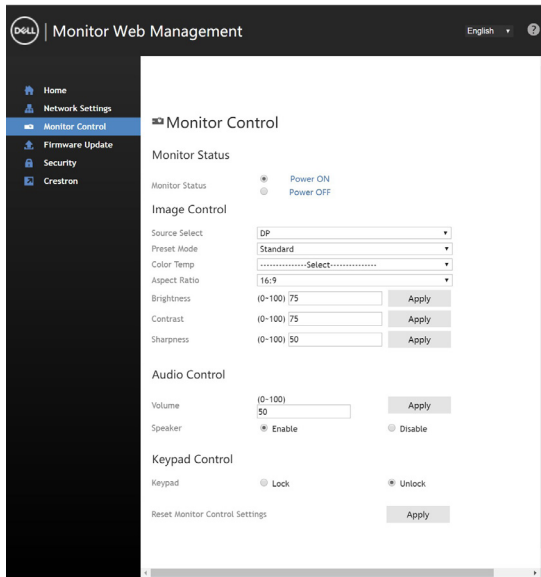 DELL | Monitor Web Management
English
?
Home
Network Settings
Monitor Control
Firmware Update
Security
Crestron
Monitor Control
Monitor Status
Monitor Status
Power ON
Power OFF
Image Control
Source Select DP
Preset Mode Standard
Color Temp ---------------Select---------------
Aspect Ratio 16:9
Brightness (0~100) 75 Apply
Contrast (0~100) 75 Apply
Sharpness (0~100) 50 Apply
Audio Control
Volume (0~100) 50 Apply
Speaker Enable Disable
Keypad Control
Keypad Lock Unlock
Reset Monitor Control Settings Apply